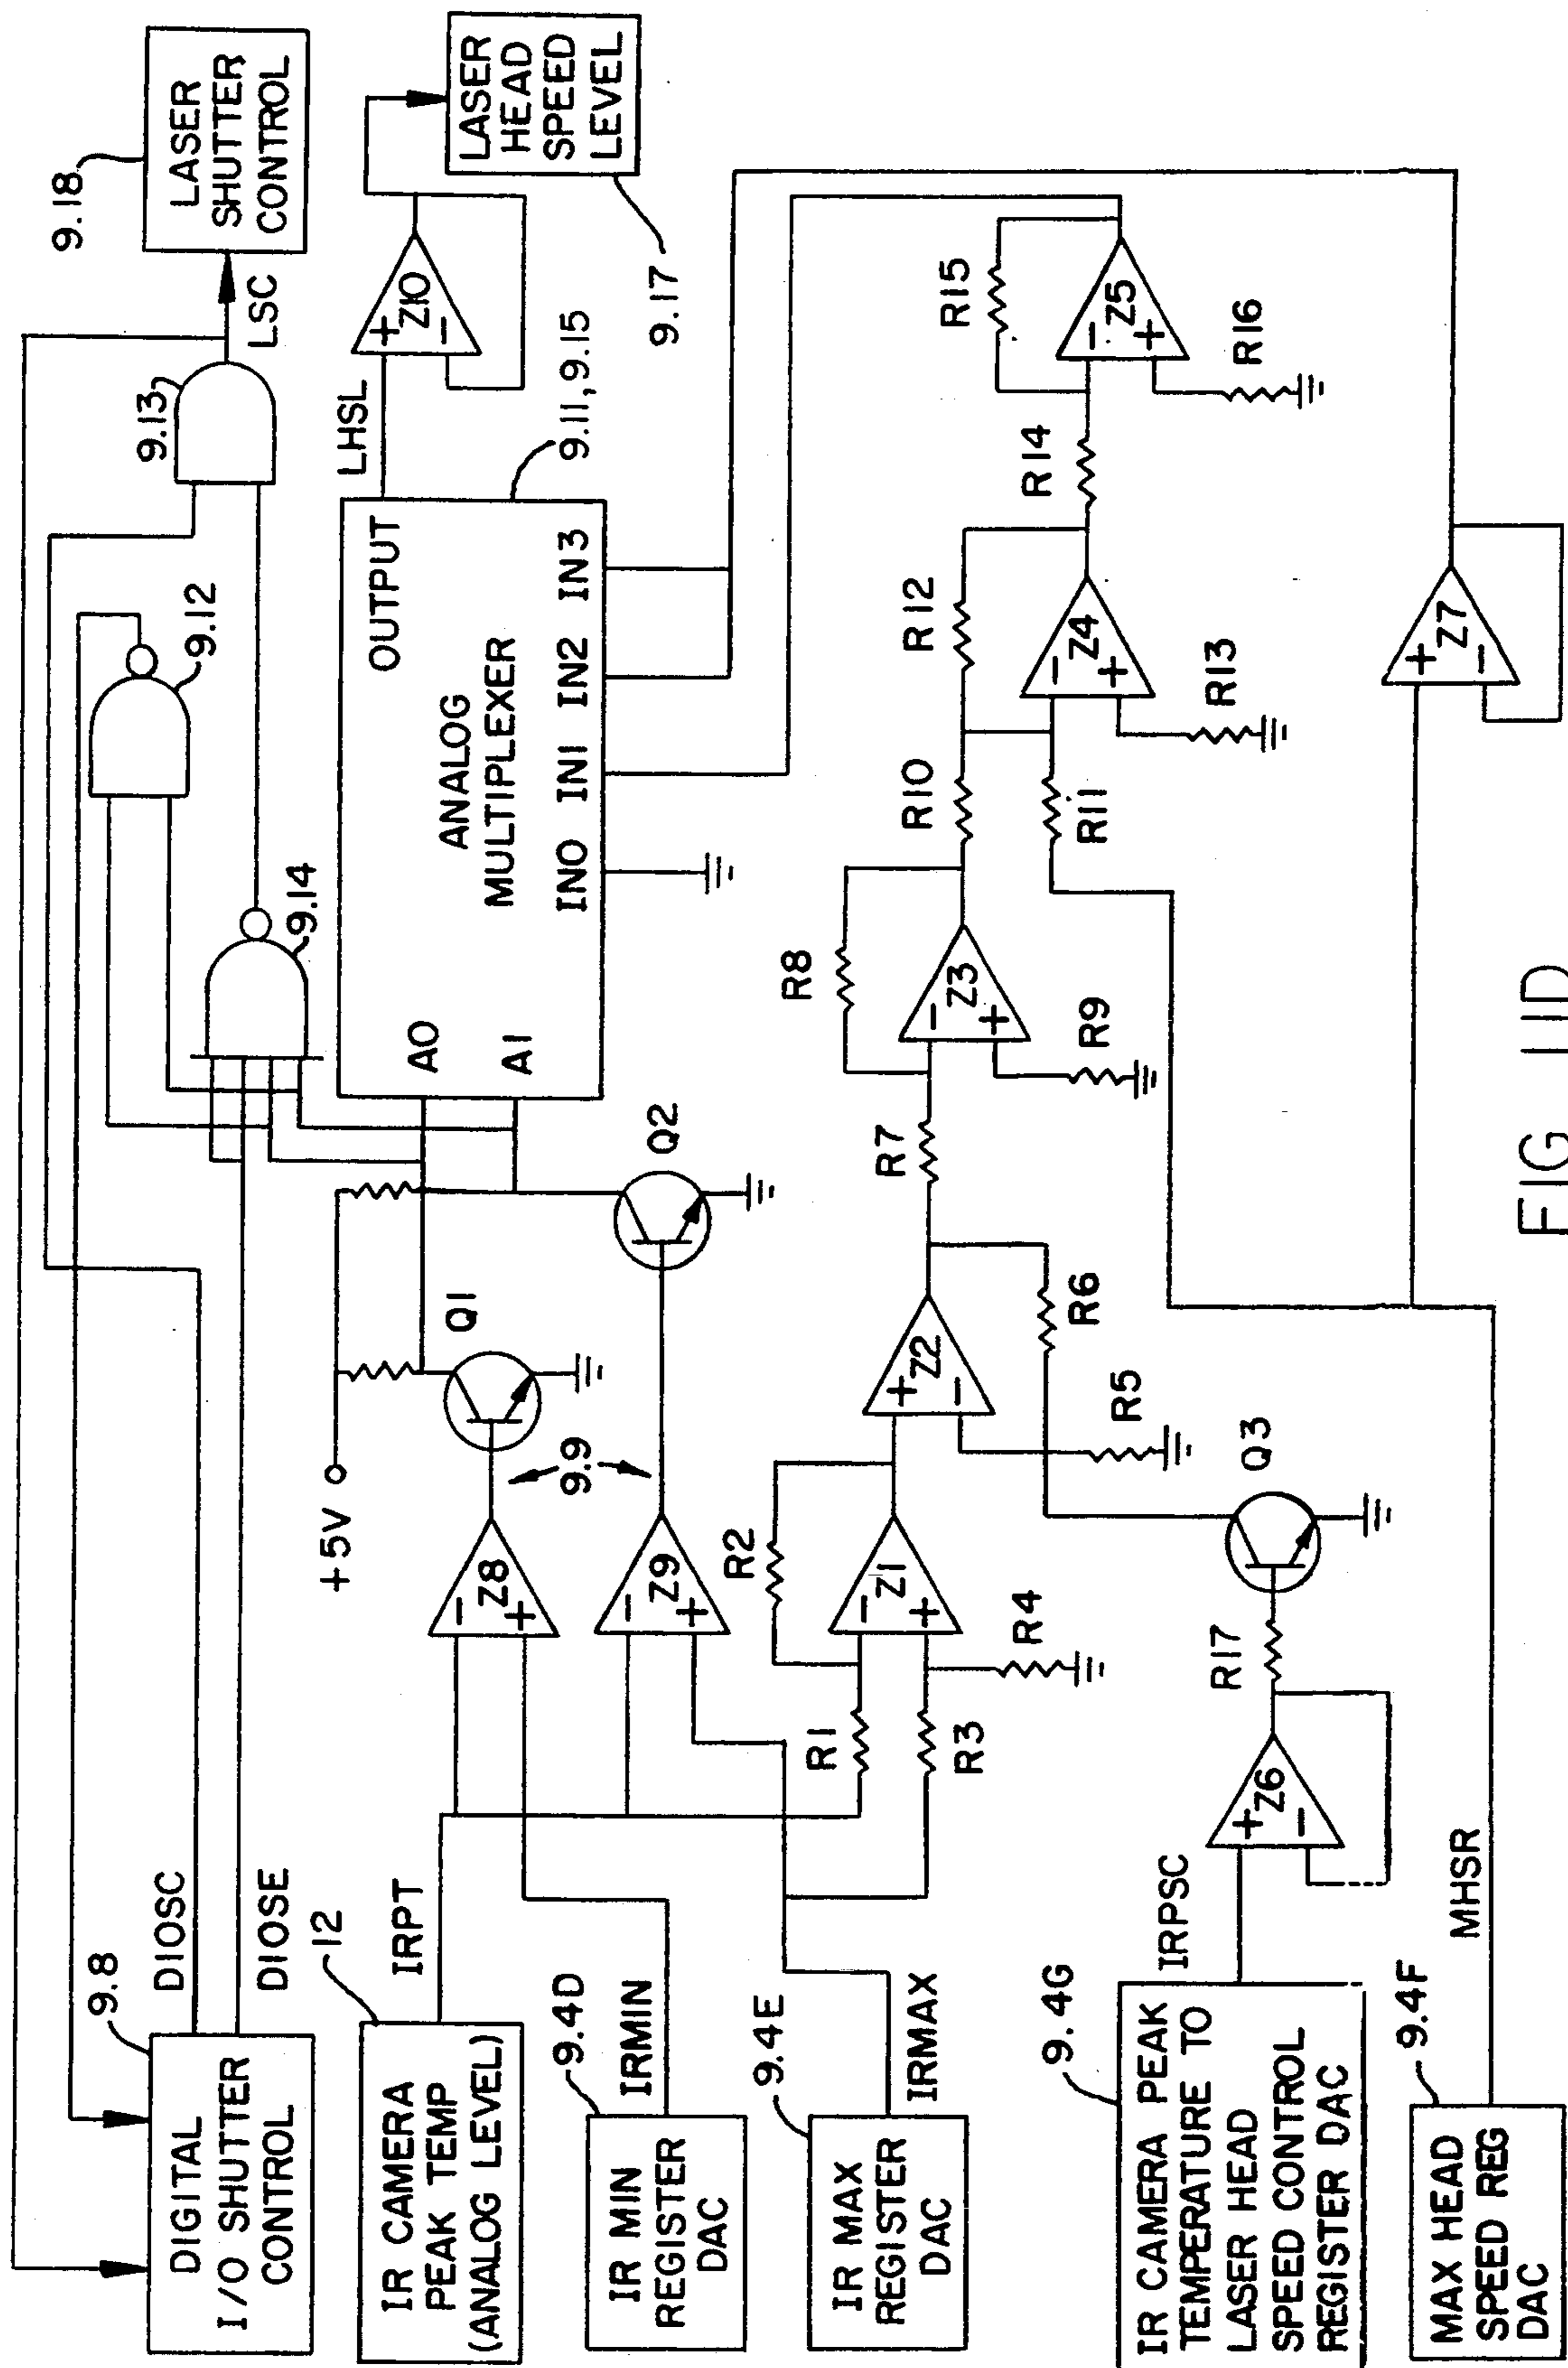 9.18
LASER
SHUTTER
CONTROL
LSC
9.13
9.12
9.14
9.8
DIGITAL
I/O SHUTTER
CONTROL
DIOSC
DIOSE
LASER
HEAD
SPEED
LEVEL
9.17
+
Z10
−
LHSL
9.11, 9.15
OUTPUT
ANALOG
MULTIPLEXER
A0
A1
IN0
IN1
IN2
IN3
+5V
Q1
Q2
9.9
−
Z8
+
−
Z9
+
12
IR CAMERA
PEAK TEMP
(ANALOG LEVEL)
IRPT
9.4D
IR MIN
REGISTER
DAC
IRMIN
9.4E
IR MAX
REGISTER
DAC
IRMAX
R1
R2
R3
R4
−
Z1
+
+
Z2
−
R5
R6
R7
R8
−
Z3
+
R9
R10
R11
R12
−
Z4
+
R13
R14
R15
−
Z5
+
R16
9.4G
IR CAMERA PEAK
TEMPERATURE TO
LASER HEAD
SPEED CONTROL
REGISTER DAC
IRPSC
+
Z6
−
R17
Q3
9.4F
MAX HEAD
SPEED REG
DAC
MHSR
+
Z7
−
FIG 11D